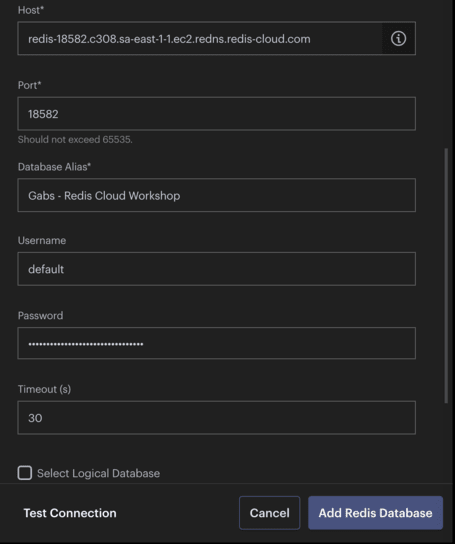 Host*
redis-18582.c308.sa-east-1-1.ec2.redns.redis-cloud.com
Port*
18582
Should not exceed 65535.
Database Alias*
Gabs - Redis Cloud Workshop
Username
default
Password
••••••••••••••••••••••••••••••••
Timeout (s)
30
Select Logical Database
Test Connection
Cancel
Add Redis Database